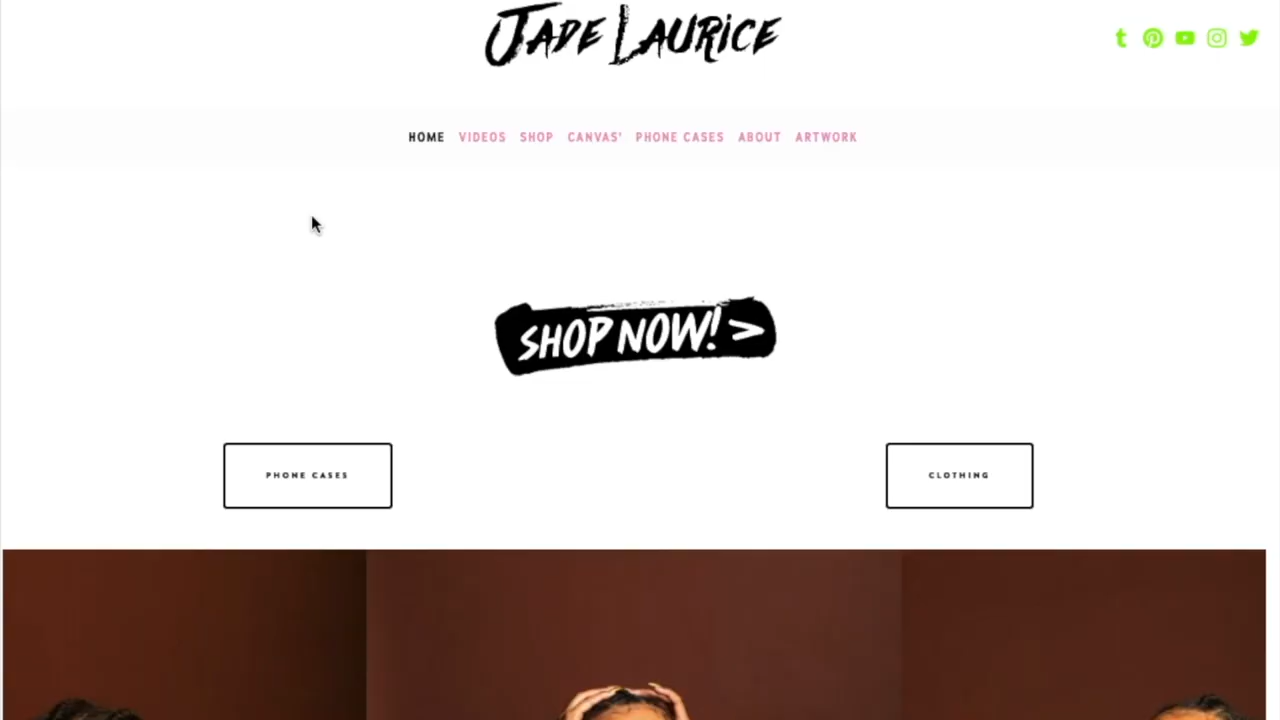 JADE LAURICE
HOME VIDEOS SHOP CANVAS' PHONE CASES ABOUT ARTWORK
SHOP NOW! >
PHONE CASES
CLOTHING